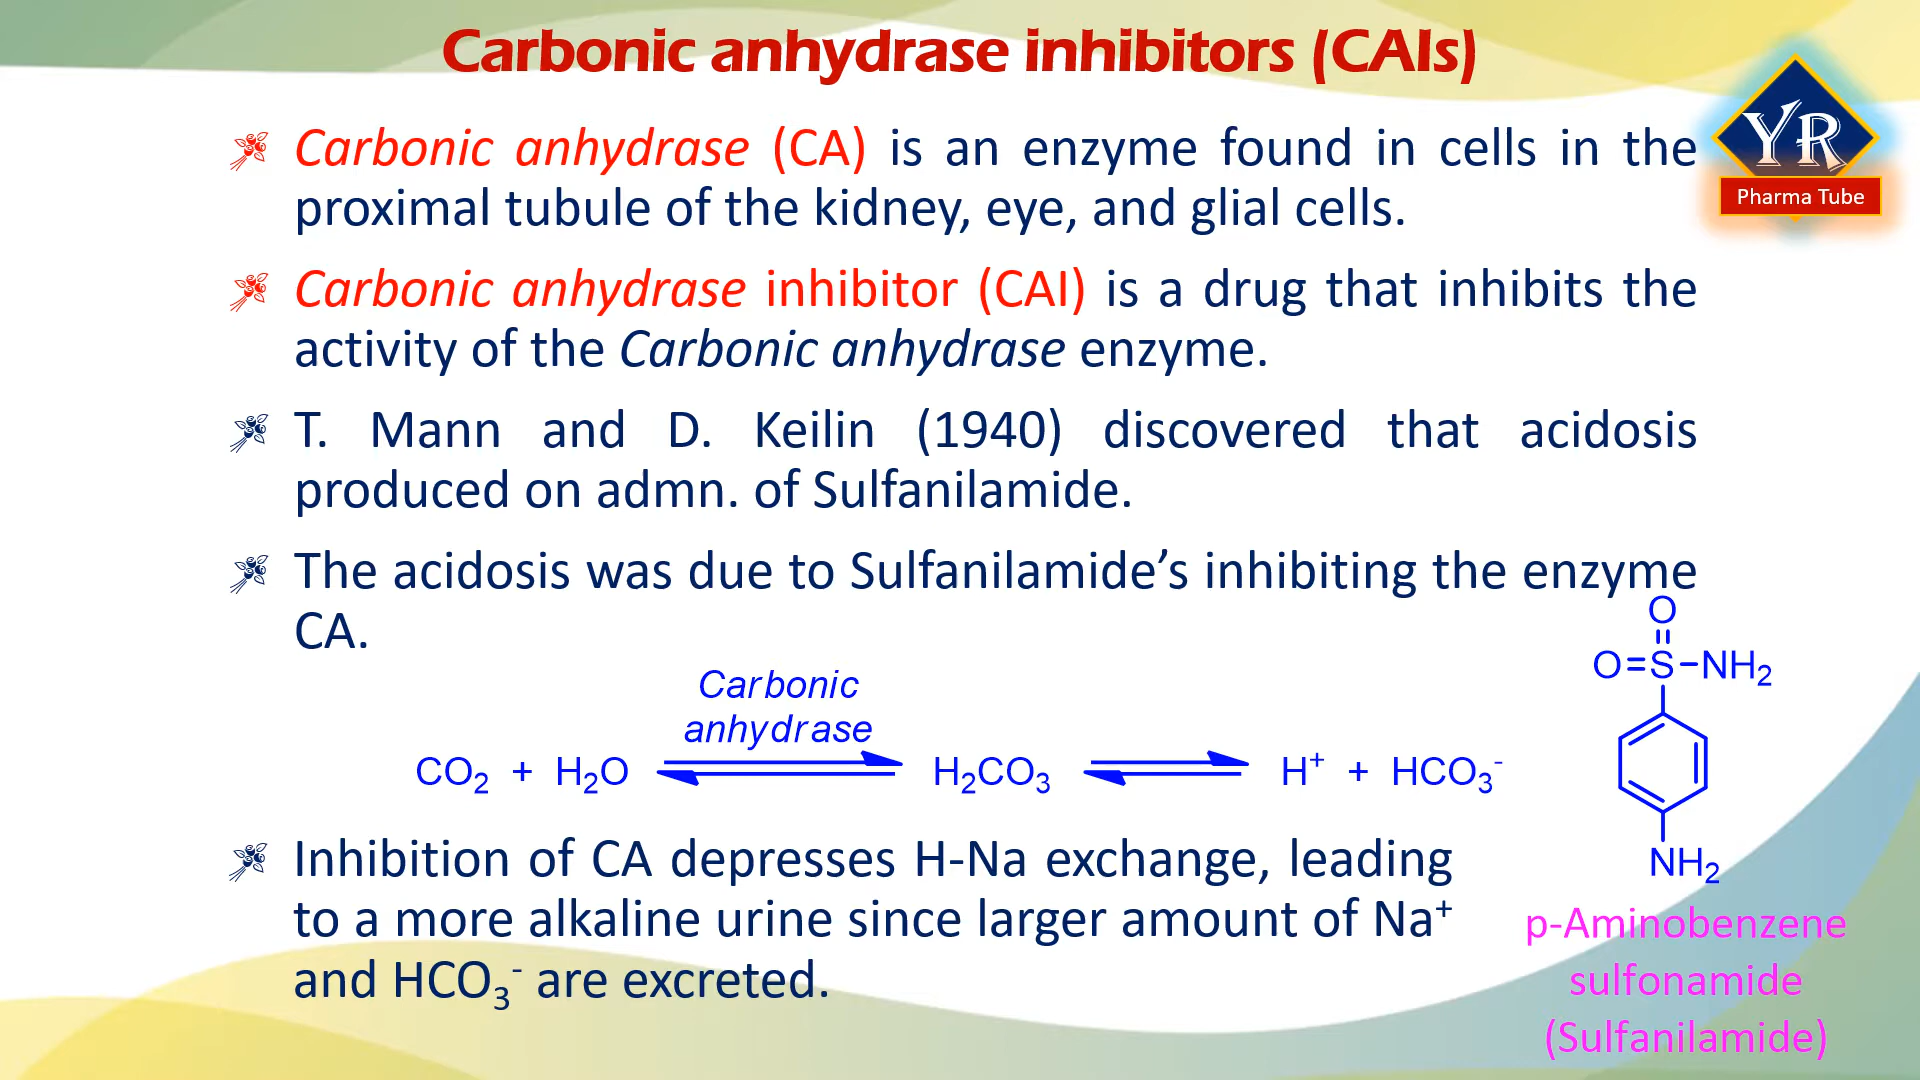 Carbonic anhydrase inhibitors (CAIs)
YR
Pharma Tube
Carbonic anhydrase (CA) is an enzyme found in cells in the
proximal tubule of the kidney, eye, and glial cells.
Carbonic anhydrase inhibitor (CAI) is a drug that inhibits the
activity of the Carbonic anhydrase enzyme.
T. Mann and D. Keilin (1940) discovered that acidosis
produced on admn. of Sulfanilamide.
The acidosis was due to Sulfanilamide’s inhibiting the enzyme
CA.
Carbonic
anhydrase
CO₂ + H₂O ⇌ H₂CO₃ ⇌ H⁺ + HCO₃⁻
O
O=S–NH₂
NH₂
p-Aminobenzene
sulfonamide
(Sulfanilamide)
Inhibition of CA depresses H-Na exchange, leading
to a more alkaline urine since larger amount of Na⁺
and HCO₃⁻ are excreted.